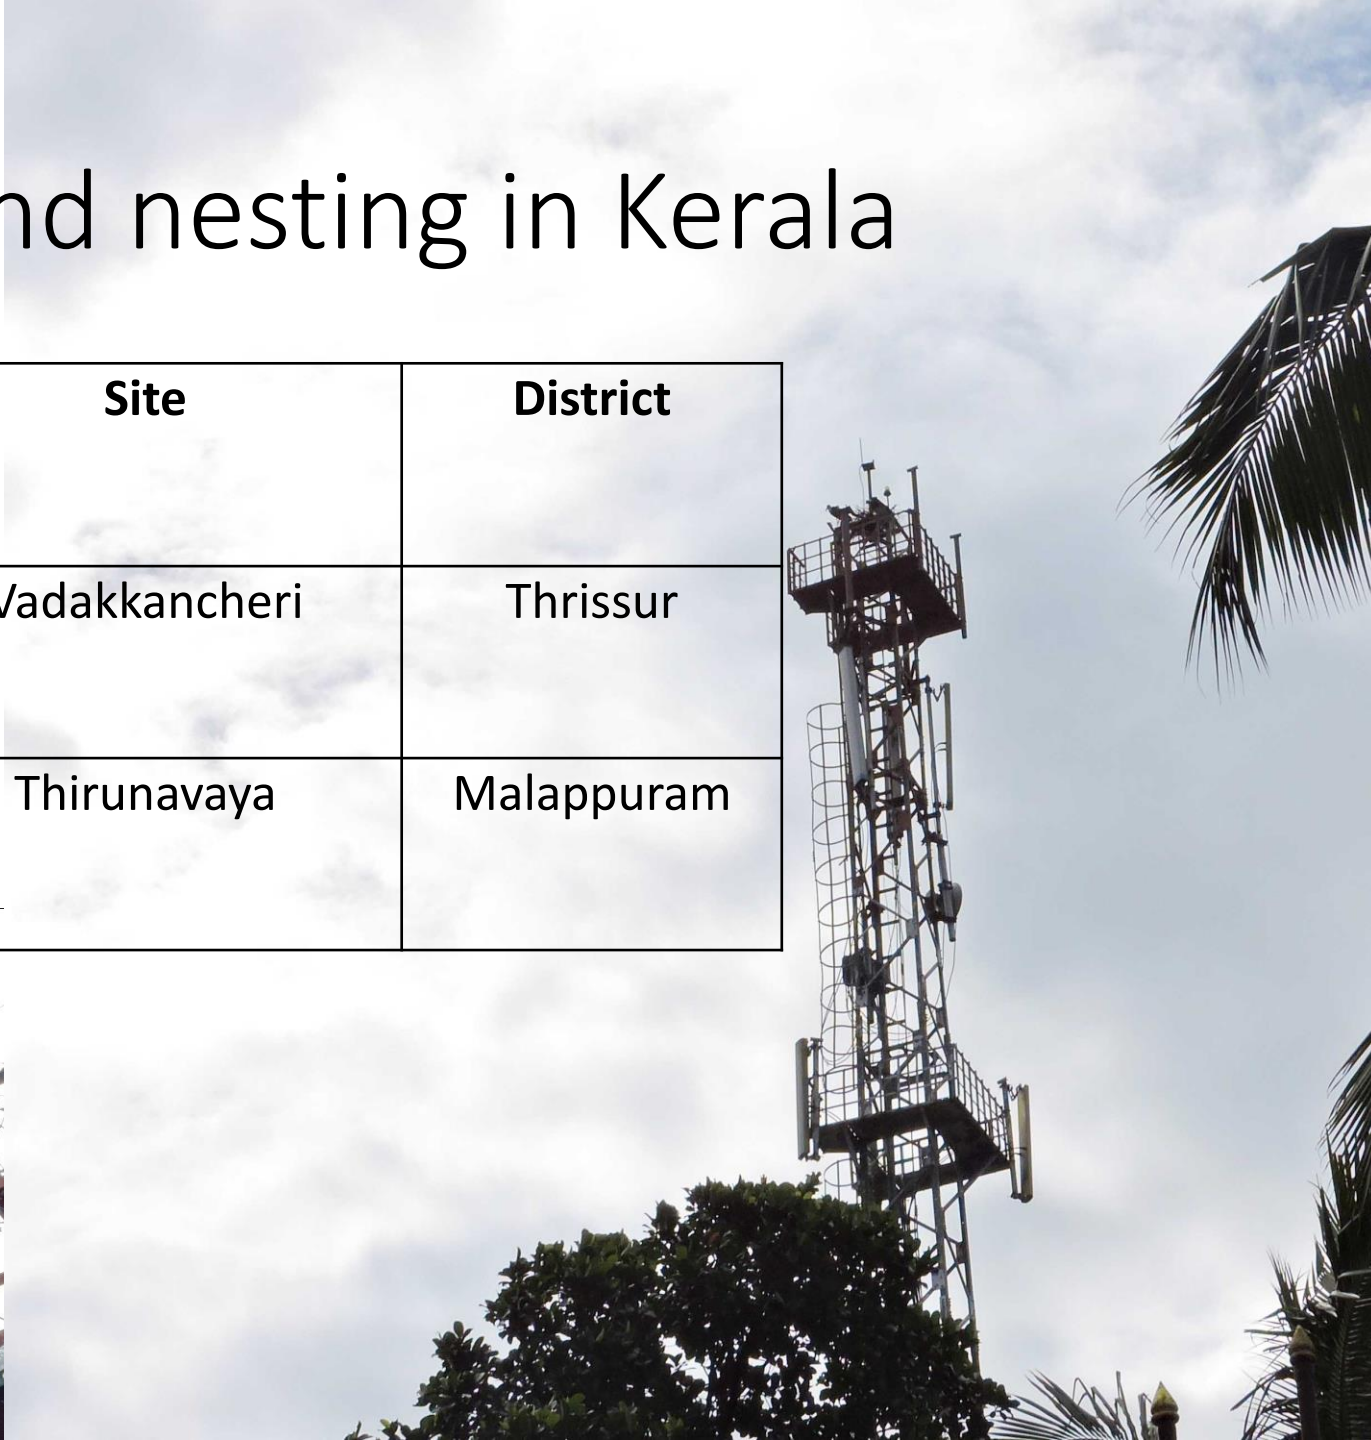 nd nesting in Kerala
Site District
Vadakkancheri Thrissur
Thirunavaya Malappuram